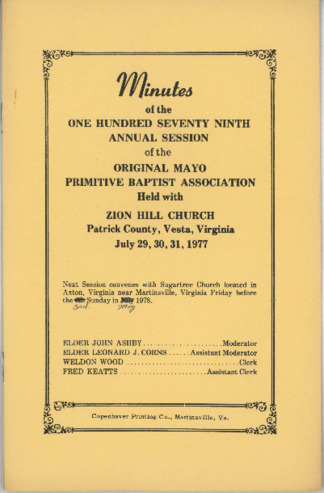 Minutes
of the
ONE HUNDRED SEVENTY NINTH
ANNUAL SESSION
of the
ORIGINAL MAYO
PRIMITIVE BAPTIST ASSOCIATION
Held with
ZION HILL CHURCH
Patrick County, Vesta, Virginia
July 29, 30, 31, 1977
Next Session convenes with Sugartree Church located in
Axton, Virginia near Martinsville, Virginia Friday before
the Sunday in July 1978.
3rd.
ELDER JOHN ASHBY......................Moderator
ELDER LEONARD J. CORNS ......Assistant Moderator
WELDON WOOD ..............................Clerk
FRED KEATTS .......................Assistant Clerk
Copenhaver Printing Co., Martinsville, Va.